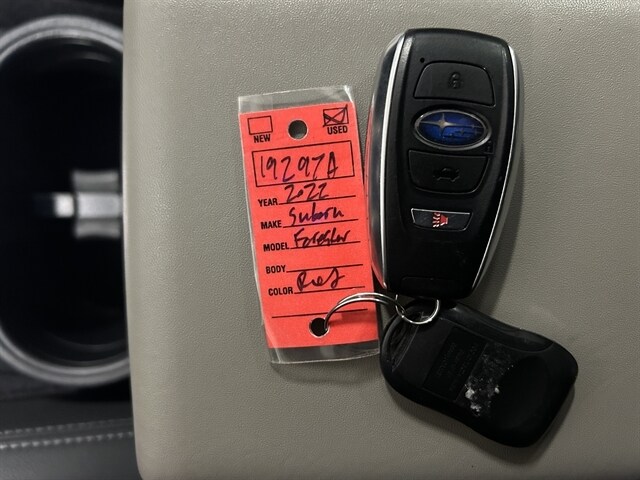 NEW USED
19297A
YEAR 2022
MAKE Subaru
MODEL Forester
BODY
COLOR Red